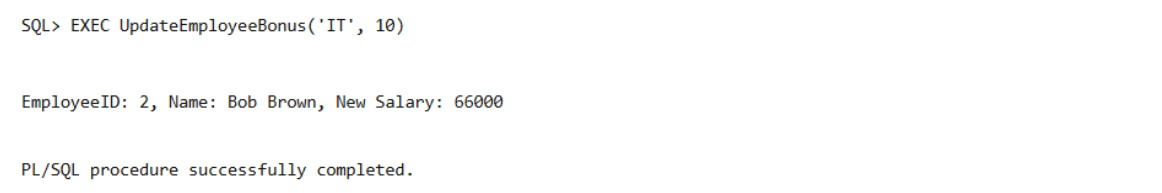 SQL> EXEC UpdateEmployeeBonus('IT', 10)
EmployeeID: 2, Name: Bob Brown, New Salary: 66000
PL/SQL procedure successfully completed.